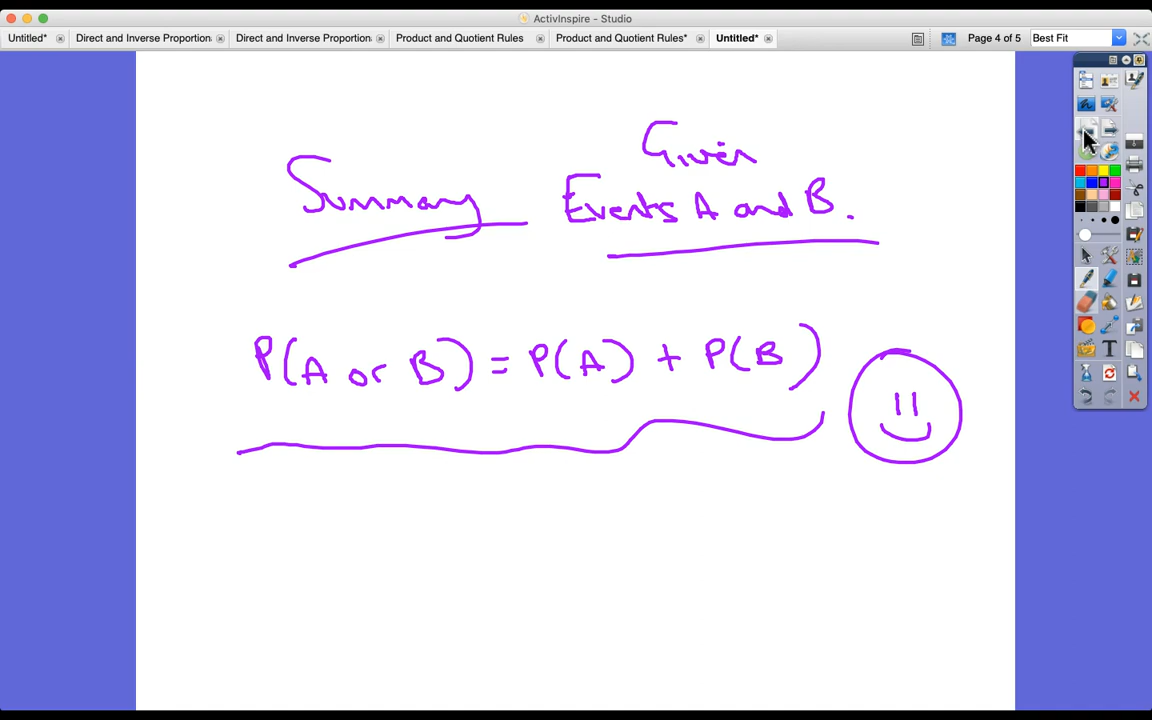 ActivInspire - Studio
Untitled* Direct and Inverse Proportion Direct and Inverse Proportion Product and Quotient Rules Product and Quotient Rules* Untitled* Page 4 of 5 Best Fit
Given
Summary Events A and B.
P(A or B) = P(A) + P(B)
T